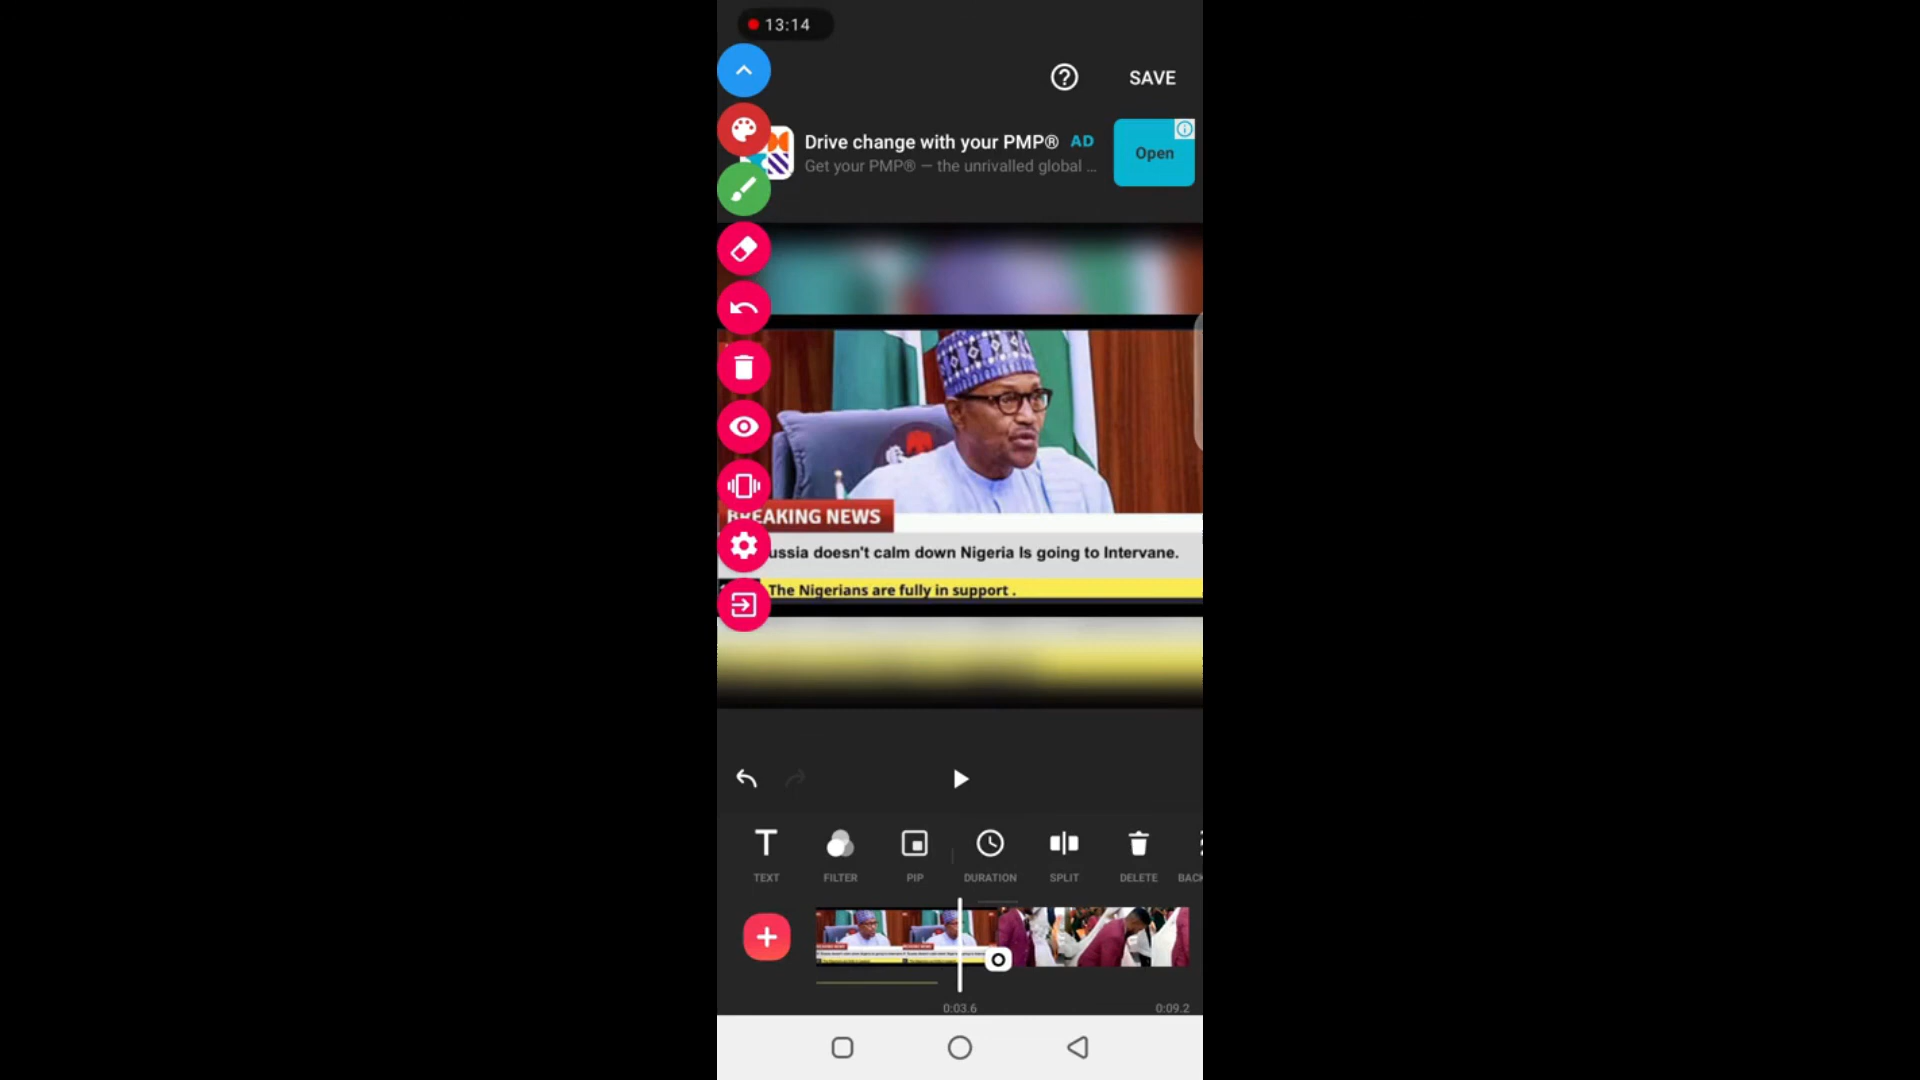 13:14
SAVE
Drive change with your PMP® AD
Get your PMP® — the unrivalled global ...
Open
BREAKING NEWS
ussia doesn't calm down Nigeria Is going to Intervane.
The Nigerians are fully in support .
TEXT FILTER PIP DURATION SPLIT DELETE BACK
0:03.6 0:09.2